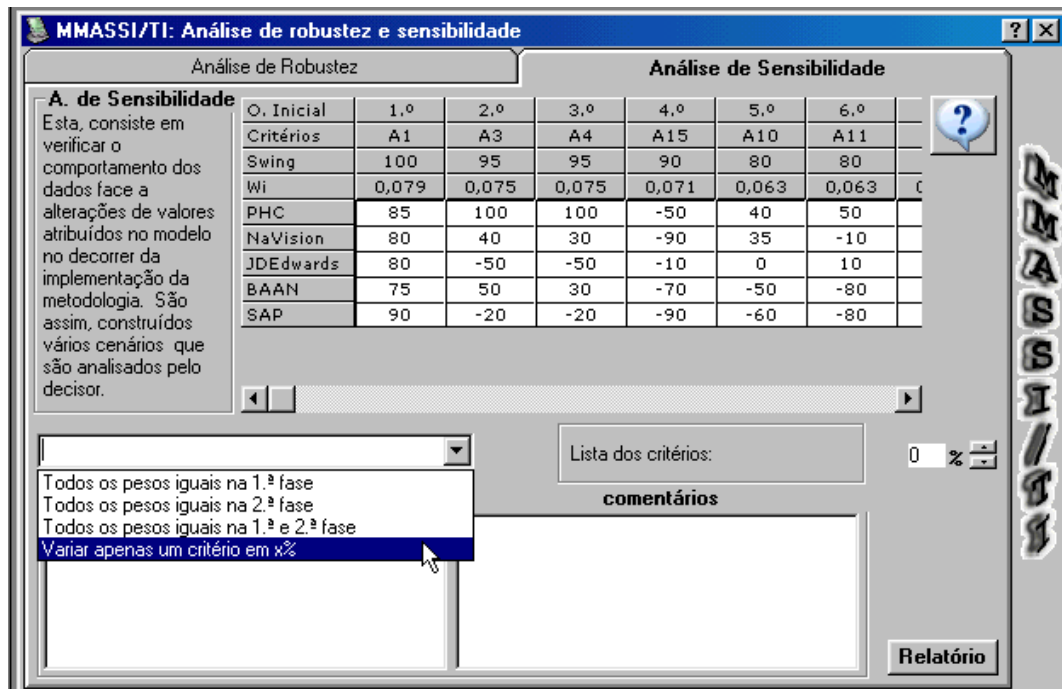 MMASSI/TI: Análise de robustez e sensibilidade
Análise de Robustez
Análise de Sensibilidade
A. de Sensibilidade
Esta, consiste em
verificar o
comportamento dos
dados face a
alterações de valores
atribuídos no modelo
no decorrer da
implementação da
metodologia. São
assim, construídos
vários cenários que
são analisados pelo
decisor.
O. Inicial 1.º 2.º 3.º 4.º 5.º 6.º
Critérios A1 A3 A4 A15 A10 A11
Swing 100 95 95 90 80 80
Wi 0,079 0,075 0,075 0,071 0,063 0,063
PHC 85 100 100 -50 40 50
NaVision 80 40 30 -90 35 -10
JDEdwards 80 -50 -50 -10 0 10
BAAN 75 50 30 -70 -50 -80
SAP 90 -20 -20 -90 -60 -80
Lista dos critérios:
0 %
Todos os pesos iguais na 1.ª fase
Todos os pesos iguais na 2.ª fase
Todos os pesos iguais na 1.ª e 2.ª fase
Variar apenas um critério em x%
comentários
Relatório
MMASSI/TI